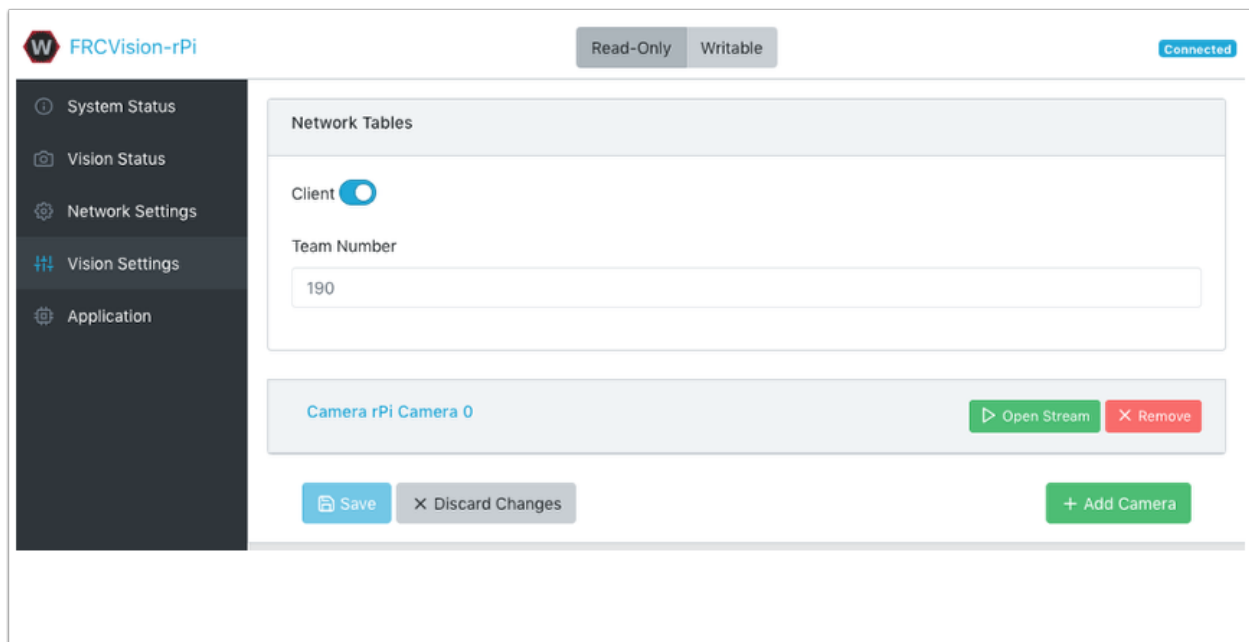 W FRCVision-rPi
Read-Only Writable
Connected
System Status
Vision Status
Network Settings
Vision Settings
Application
Network Tables
Client
Team Number
190
Camera rPi Camera 0
Open Stream
Remove
Save
Discard Changes
+ Add Camera